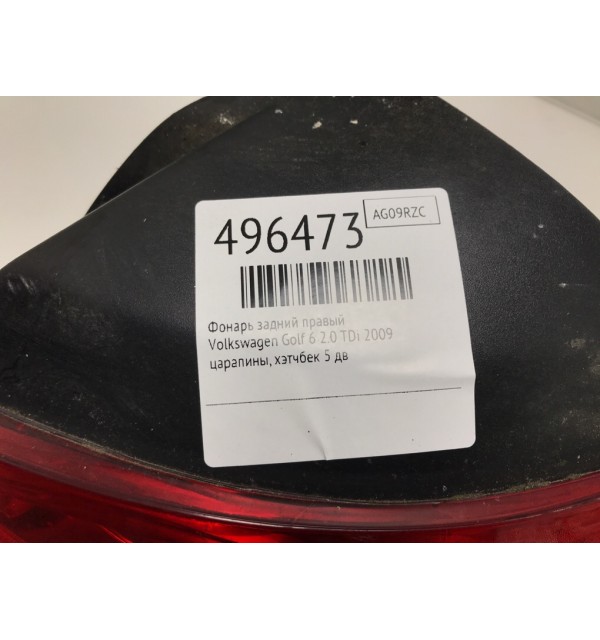 496473
AG09RZC
Фонарь задний правый
Volkswagen Golf 6 2.0 TDi 2009
царапины, хэтчбек 5 дв